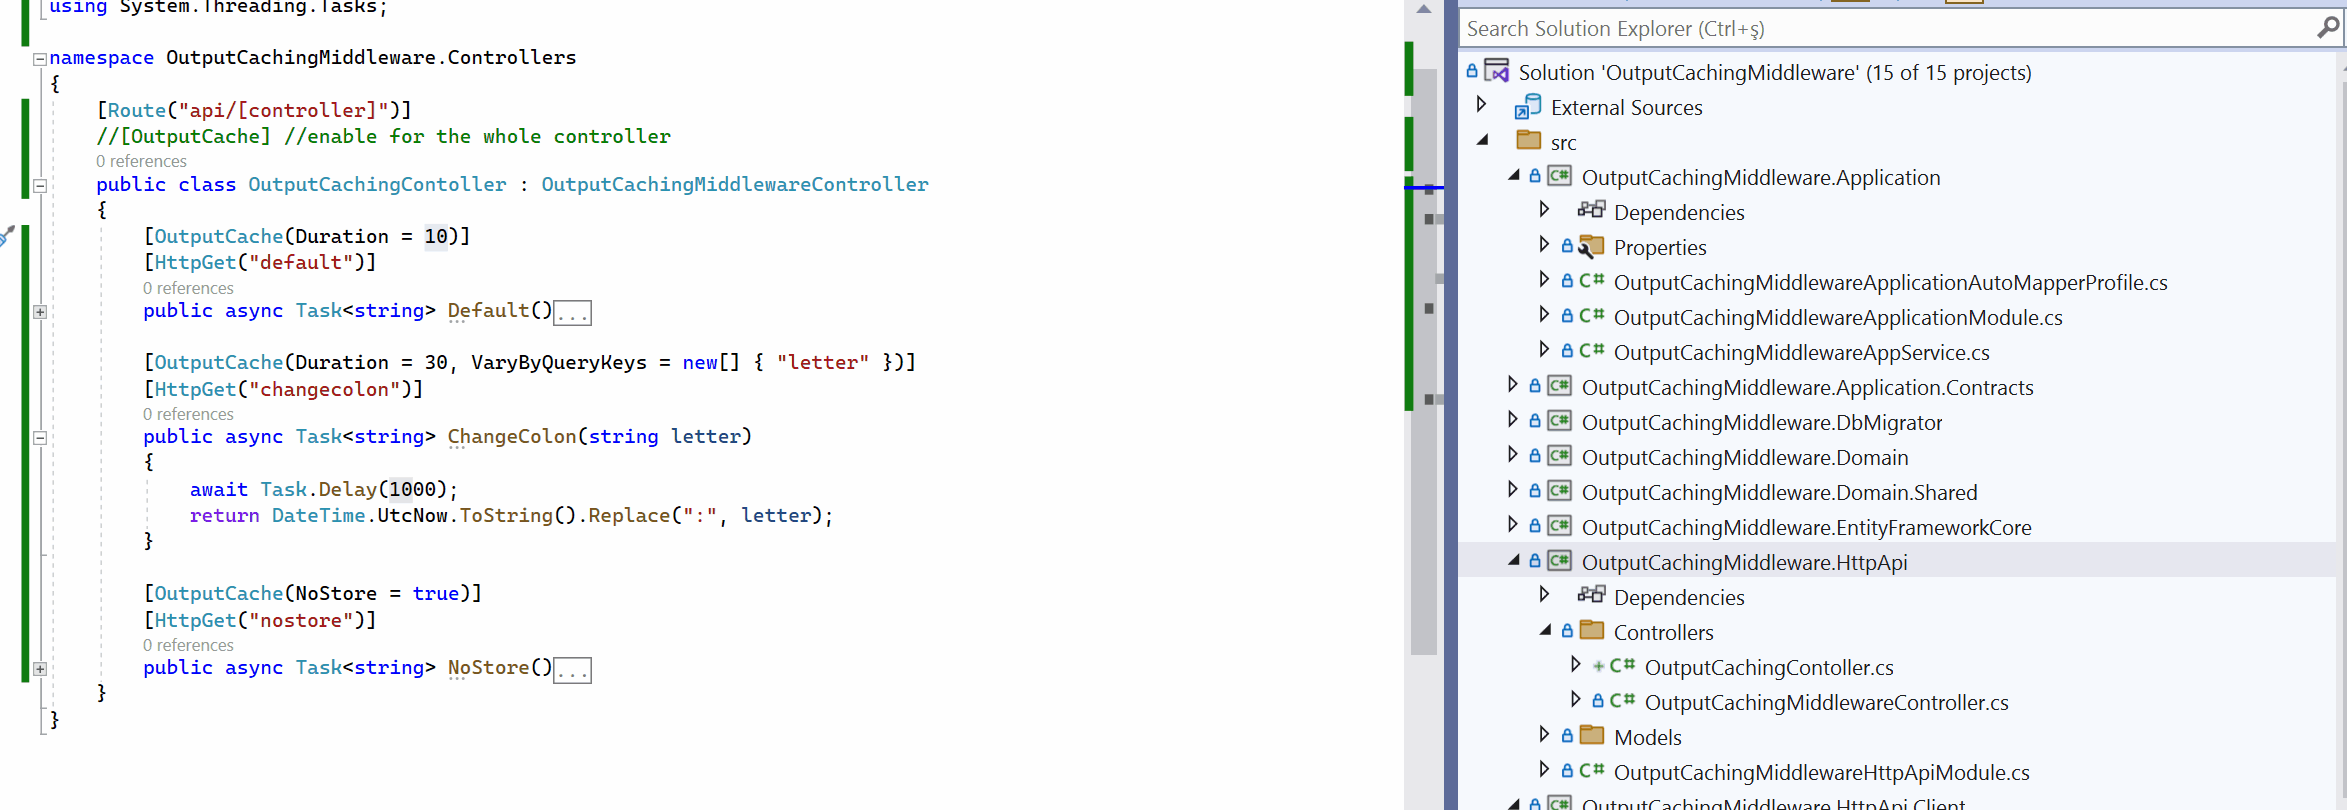 using System.Threading.Tasks;
namespace OutputCachingMiddleware.Controllers
{
[Route("api/[controller]")]
//[OutputCache] //enable for the whole controller
0 references
public class OutputCachingContoller : OutputCachingMiddlewareController
{
[OutputCache(Duration = 10)]
[HttpGet("default")]
0 references
public async Task<string> Default()...
[OutputCache(Duration = 30, VaryByQueryKeys = new[] { "letter" })]
[HttpGet("changecolon")]
0 references
public async Task<string> ChangeColon(string letter)
{
await Task.Delay(1000);
return DateTime.UtcNow.ToString().Replace(":", letter);
}
[OutputCache(NoStore = true)]
[HttpGet("nostore")]
0 references
public async Task<string> NoStore()...
}
}
Search Solution Explorer (Ctrl+ş)
Solution 'OutputCachingMiddleware' (15 of 15 projects)
External Sources
src
C# OutputCachingMiddleware.Application
Dependencies
Properties
C# OutputCachingMiddlewareApplicationAutoMapperProfile.cs
C# OutputCachingMiddlewareApplicationModule.cs
C# OutputCachingMiddlewareAppService.cs
C# OutputCachingMiddleware.Application.Contracts
C# OutputCachingMiddleware.DbMigrator
C# OutputCachingMiddleware.Domain
C# OutputCachingMiddleware.Domain.Shared
C# OutputCachingMiddleware.EntityFrameworkCore
C# OutputCachingMiddleware.HttpApi
Dependencies
Controllers
C# OutputCachingContoller.cs
C# OutputCachingMiddlewareController.cs
Models
C# OutputCachingMiddlewareHttpApiModule.cs
C# OutputCachingMiddleware.HttpApi.Client